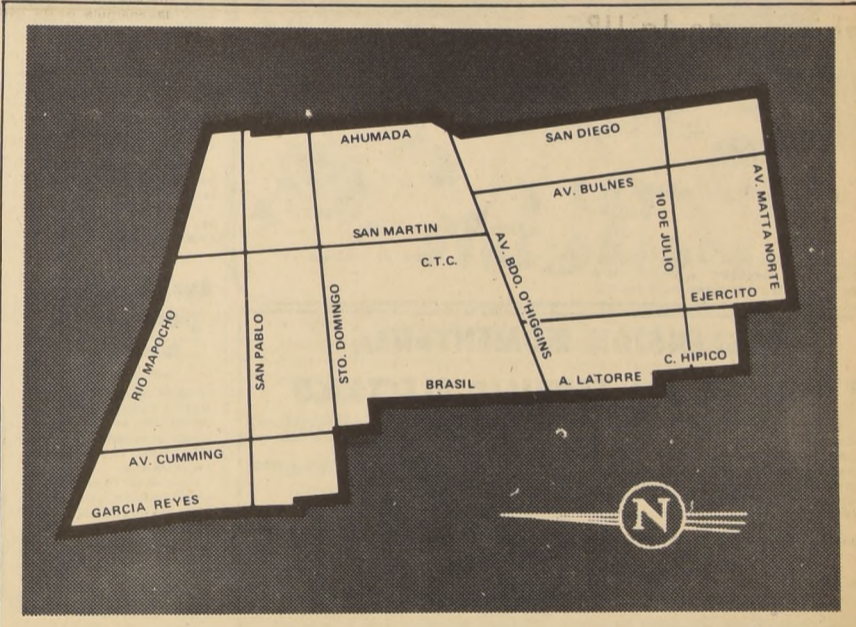 AHUMADA
SAN DIEGO
AV. BULNES
AV. MATTA NORTE
10 DE JULIO
SAN MARTIN
C.T.C.
AV. BDO. O'HIGGINS
EJERCITO
RIO MAPOCHO
SAN PABLO
STO. DOMINGO
C. HIPICO
BRASIL
A. LATORRE
AV. CUMMING
GARCIA REYES
N